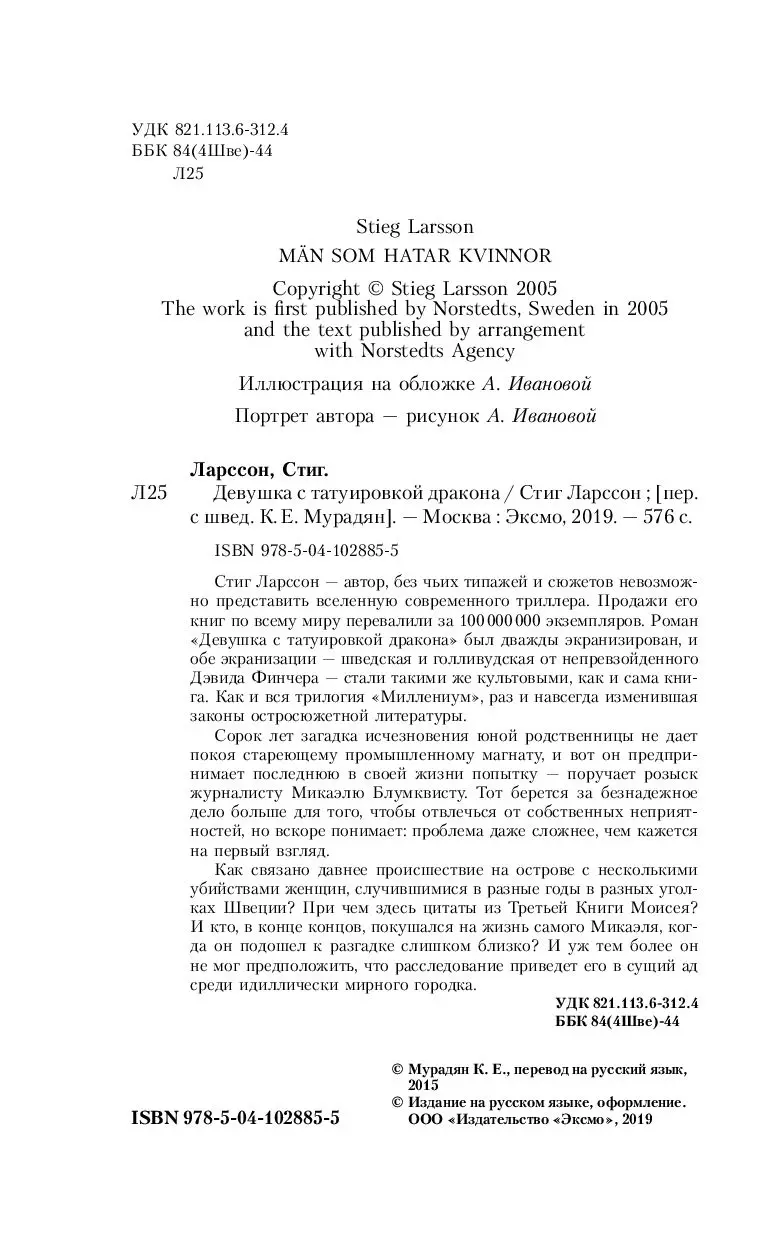 УДК 821.113.6-312.4
ББК 84(4Шве)-44
Л25
Stieg Larsson
MÄN SOM HATAR KVINNOR
Copyright © Stieg Larsson 2005
The work is first published by Norstedts, Sweden in 2005
and the text published by arrangement
with Norstedts Agency
Иллюстрация на обложке А. Ивановой
Портрет автора — рисунок А. Ивановой
Ларссон, Стиг.
Л25 Девушка с татуировкой дракона / Стиг Ларссон ; [пер.
с швед. К. Е. Мурадян]. — Москва : Эксмо, 2019. — 576 с.
ISBN 978-5-04-102885-5
Стиг Ларссон — автор, без чьих типажей и сюжетов невозмож-
но представить вселенную современного триллера. Продажи его
книг по всему миру перевалили за 100 000 000 экземпляров. Роман
«Девушка с татуировкой дракона» был дважды экранизирован, и
обе экранизации — шведская и голливудская от непревзойденного
Дэвида Финчера — стали такими же культовыми, как и сама кни-
га. Как и вся трилогия «Миллениум», раз и навсегда изменившая
законы остросюжетной литературы.
Сорок лет загадка исчезновения юной родственницы не дает
покоя стареющему промышленному магнату, и вот он предпри-
нимает последнюю в своей жизни попытку — поручает розыск
журналисту Микаэлю Блумквисту. Тот берется за безнадежное
дело больше для того, чтобы отвлечься от собственных неприят-
ностей, но вскоре понимает: проблема даже сложнее, чем кажется
на первый взгляд.
Как связано давнее происшествие на острове с несколькими
убийствами женщин, случившимися в разные годы в разных угол-
ках Швеции? При чем здесь цитаты из Третьей Книги Моисея?
И кто, в конце концов, покушался на жизнь самого Микаэля, ког-
да он подошел к разгадке слишком близко? И уж тем более он
не мог предположить, что расследование приведет его в сущий ад
среди идиллически мирного городка.
УДК 821.113.6-312.4
ББК 84(4Шве)-44
© Мурадян К. Е., перевод на русский язык,
2015
© Издание на русском языке, оформление.
ООО «Издательство «Эксмо», 2019
ISBN 978-5-04-102885-5